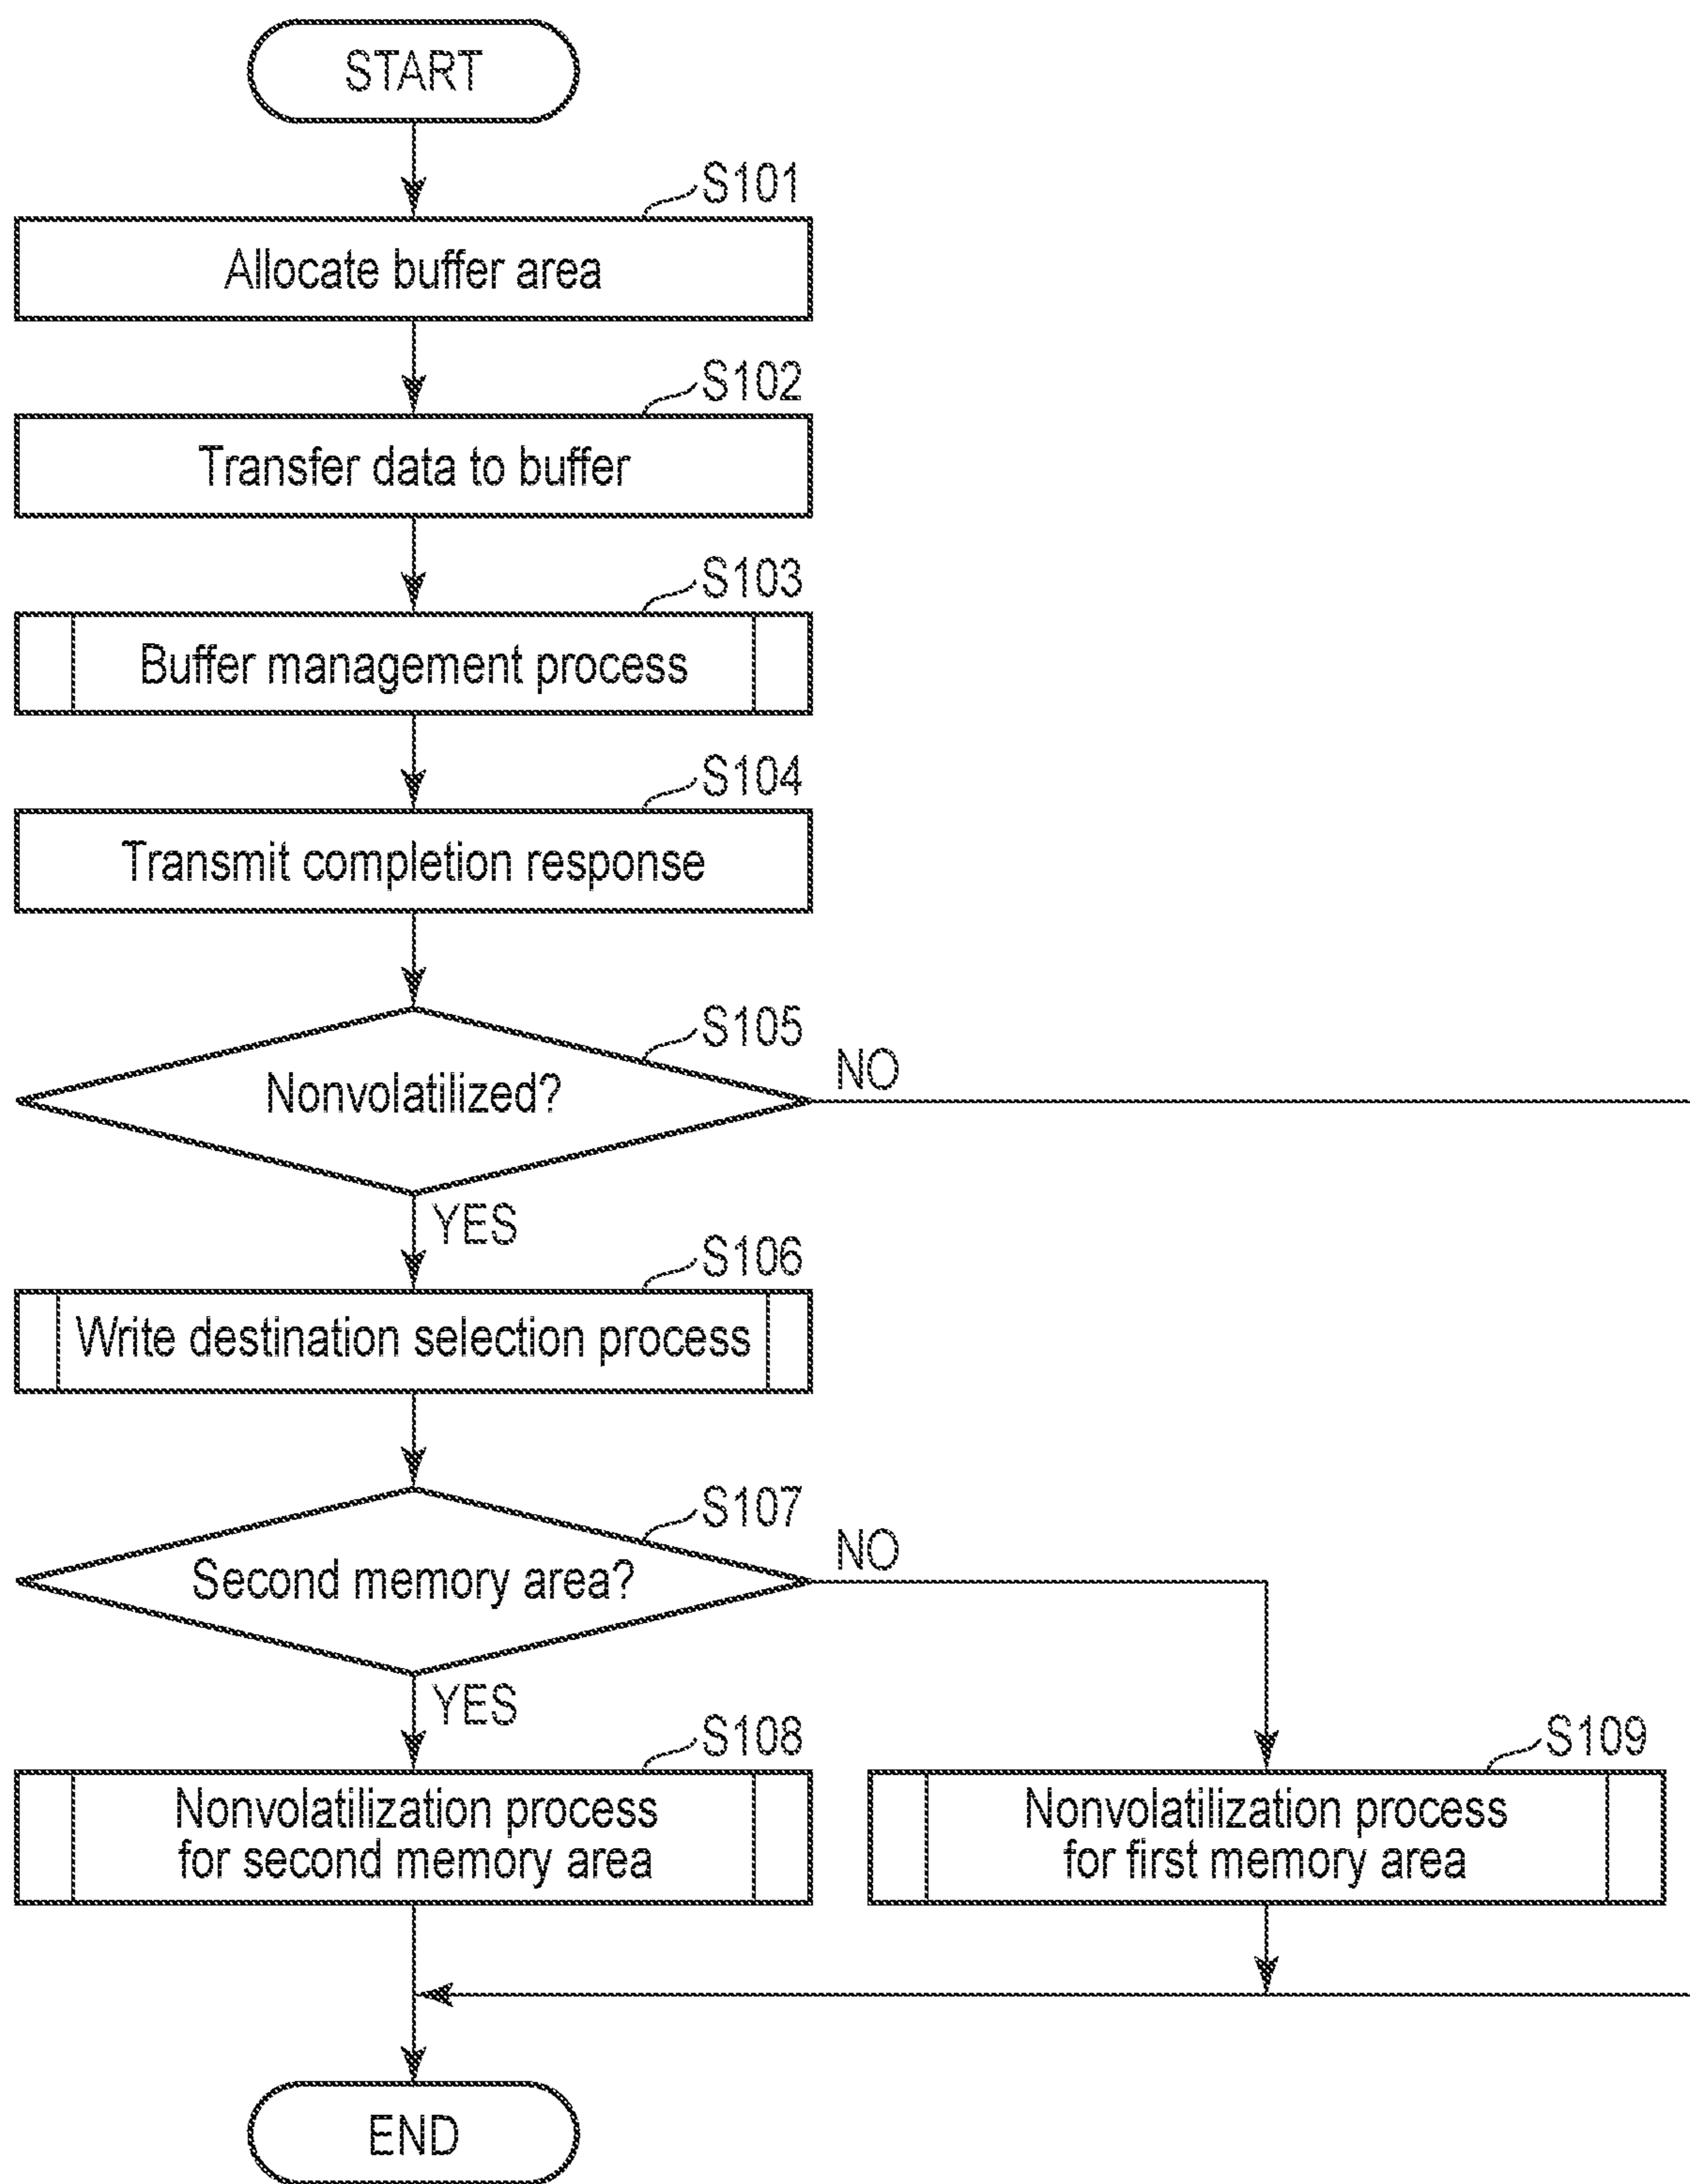 START
S101
Allocate buffer area
S102
Transfer data to buffer
S103
Buffer management process
S104
Transmit completion response
S105
Nonvolatilized?
NO
YES
S106
Write destination selection process
S107
Second memory area?
NO
YES
S108
Nonvolatilization process
for second memory area
S109
Nonvolatilization process
for first memory area
END